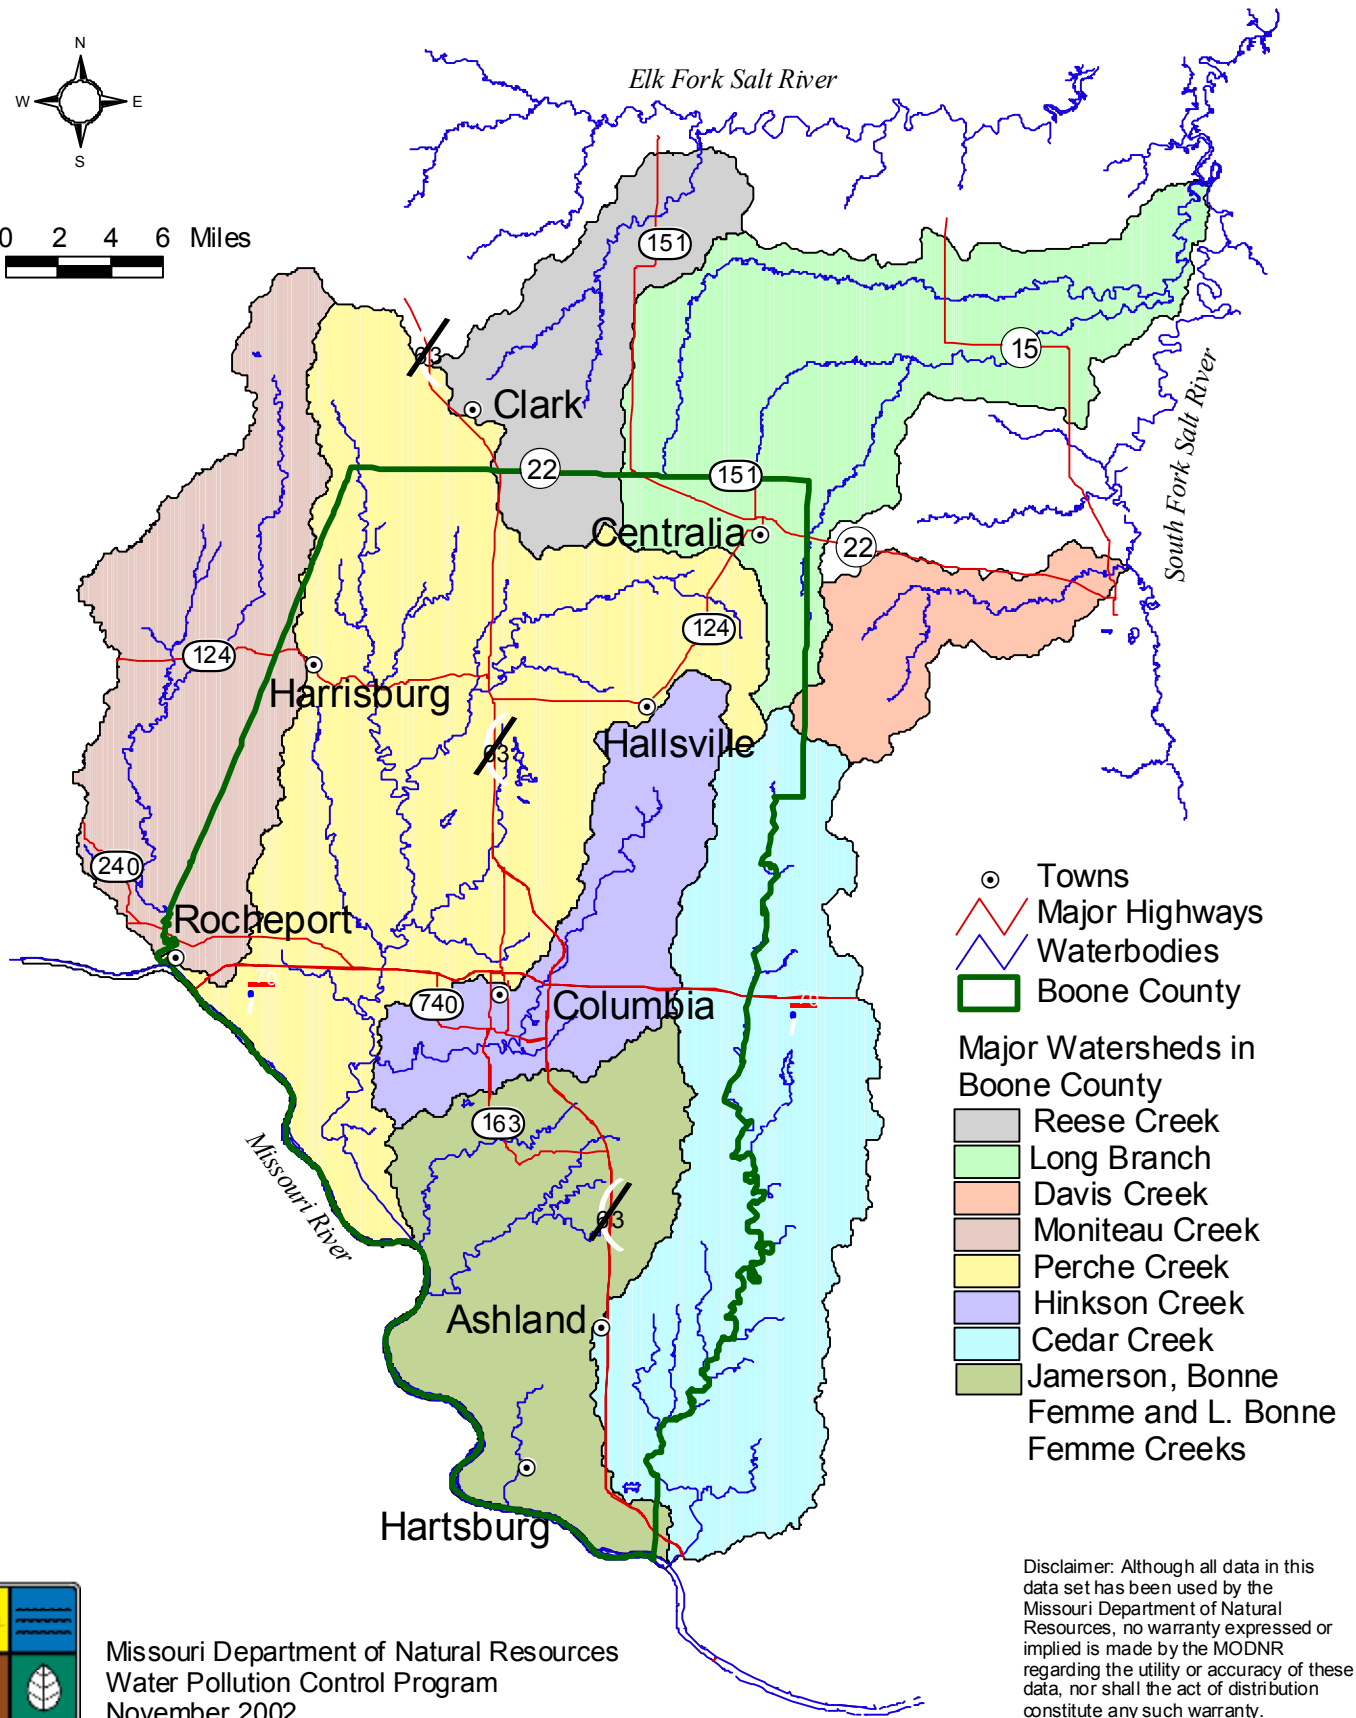 N
W E
S
Elk Fork Salt River
0 2 4 6 Miles
151
15
63
Clark
South Fork Salt River
22
151
Centralia
22
124
124
Harrisburg
Hallsville
63
240
Rocheport
70
740
Columbia
70
163
Missouri River
63
Ashland
Hartsburg
Towns
Major Highways
Waterbodies
Boone County
Major Watersheds in
Boone County
Reese Creek
Long Branch
Davis Creek
Moniteau Creek
Perche Creek
Hinkson Creek
Cedar Creek
Jamerson, Bonne
Femme and L. Bonne
Femme Creeks
Disclaimer: Although all data in this
data set has been used by the
Missouri Department of Natural
Resources, no warranty expressed or
implied is made by the MODNR
regarding the utility or accuracy of these
data, nor shall the act of distribution
constitute any such warranty.
Missouri Department of Natural Resources
Water Pollution Control Program
November 2002